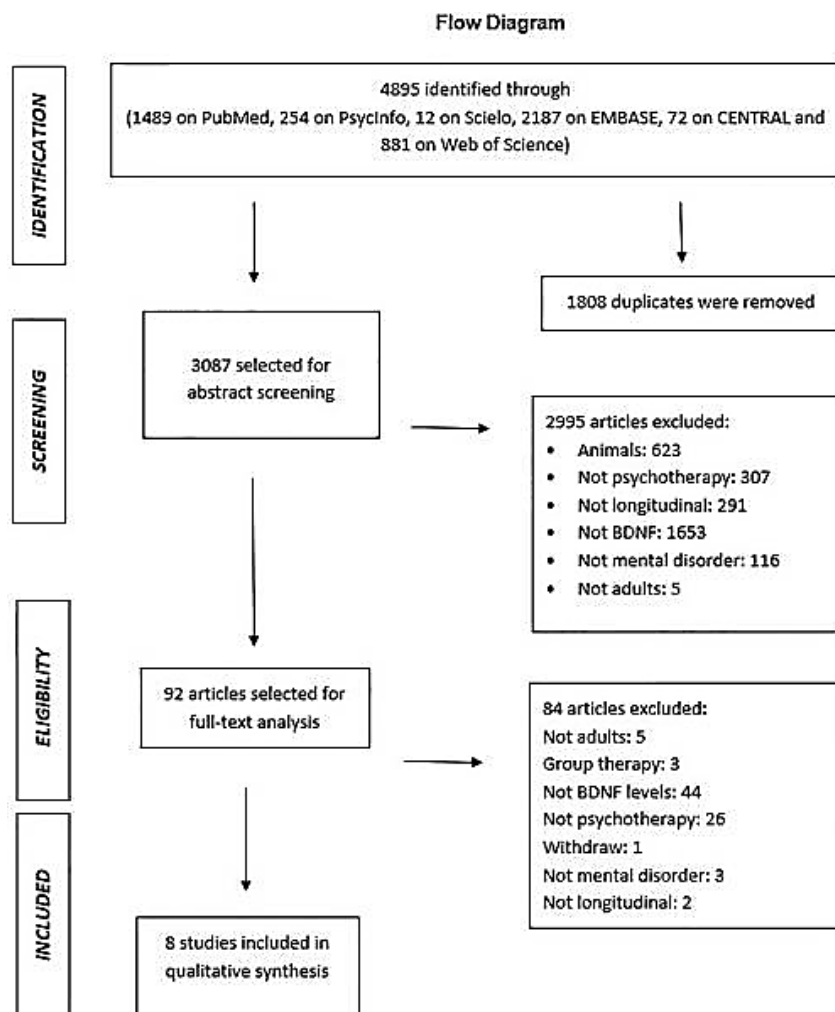 Flow Diagram
IDENTIFICATION
4895 identified through
(1489 on PubMed, 254 on PsycInfo, 12 on Scielo, 2187 on EMBASE, 72 on CENTRAL and
881 on Web of Science)
1808 duplicates were removed
SCREENING
3087 selected for
abstract screening
2995 articles excluded:
• Animals: 623
• Not psychotherapy: 307
• Not longitudinal: 291
• Not BDNF: 1653
• Not mental disorder: 116
• Not adults: 5
ELIGIBILITY
92 articles selected for
full-text analysis
84 articles excluded:
Not adults: 5
Group therapy: 3
Not BDNF levels: 44
Not psychotherapy: 26
Withdraw: 1
Not mental disorder: 3
Not longitudinal: 2
INCLUDED
8 studies included in
qualitative synthesis